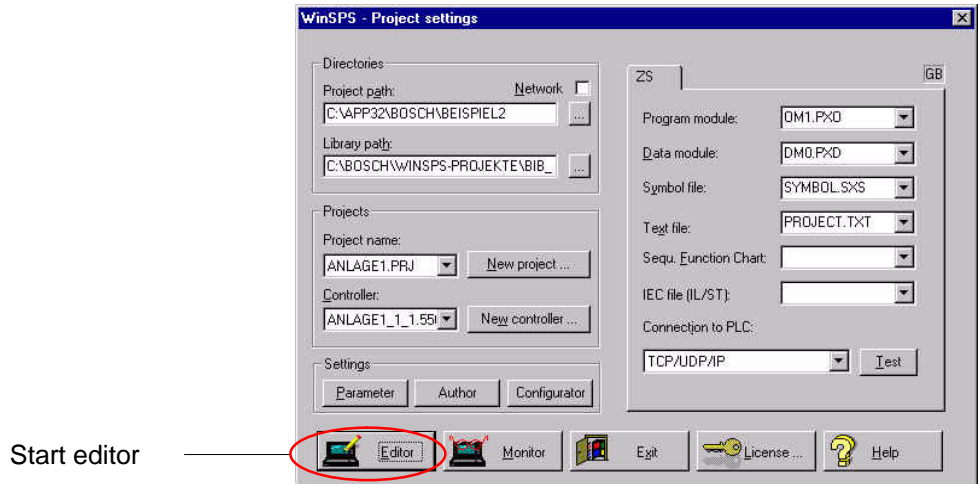 WinSPS - Project settings
Directories
Project path:
Network
C:\APP32\BOSCH\BEISPIEL2
...
Library path:
C:\BOSCH\WINSPS-PROJEKTE\BIB_
...
Projects
Project name:
ANLAGE1.PRJ
New project ...
Controller:
ANLAGE1_1_1.55
New controller ...
Settings
Parameter
Author
Configurator
ZS
GB
Program module:
OM1.PXO
Data module:
DM0.PXD
Symbol file:
SYMBOL.SXS
Text file:
PROJECT.TXT
Sequ. Function Chart:
IEC file (IL/ST):
Connection to PLC:
TCP/UDP/IP
Test
Start editor
Editor
Monitor
Exit
License ...
Help